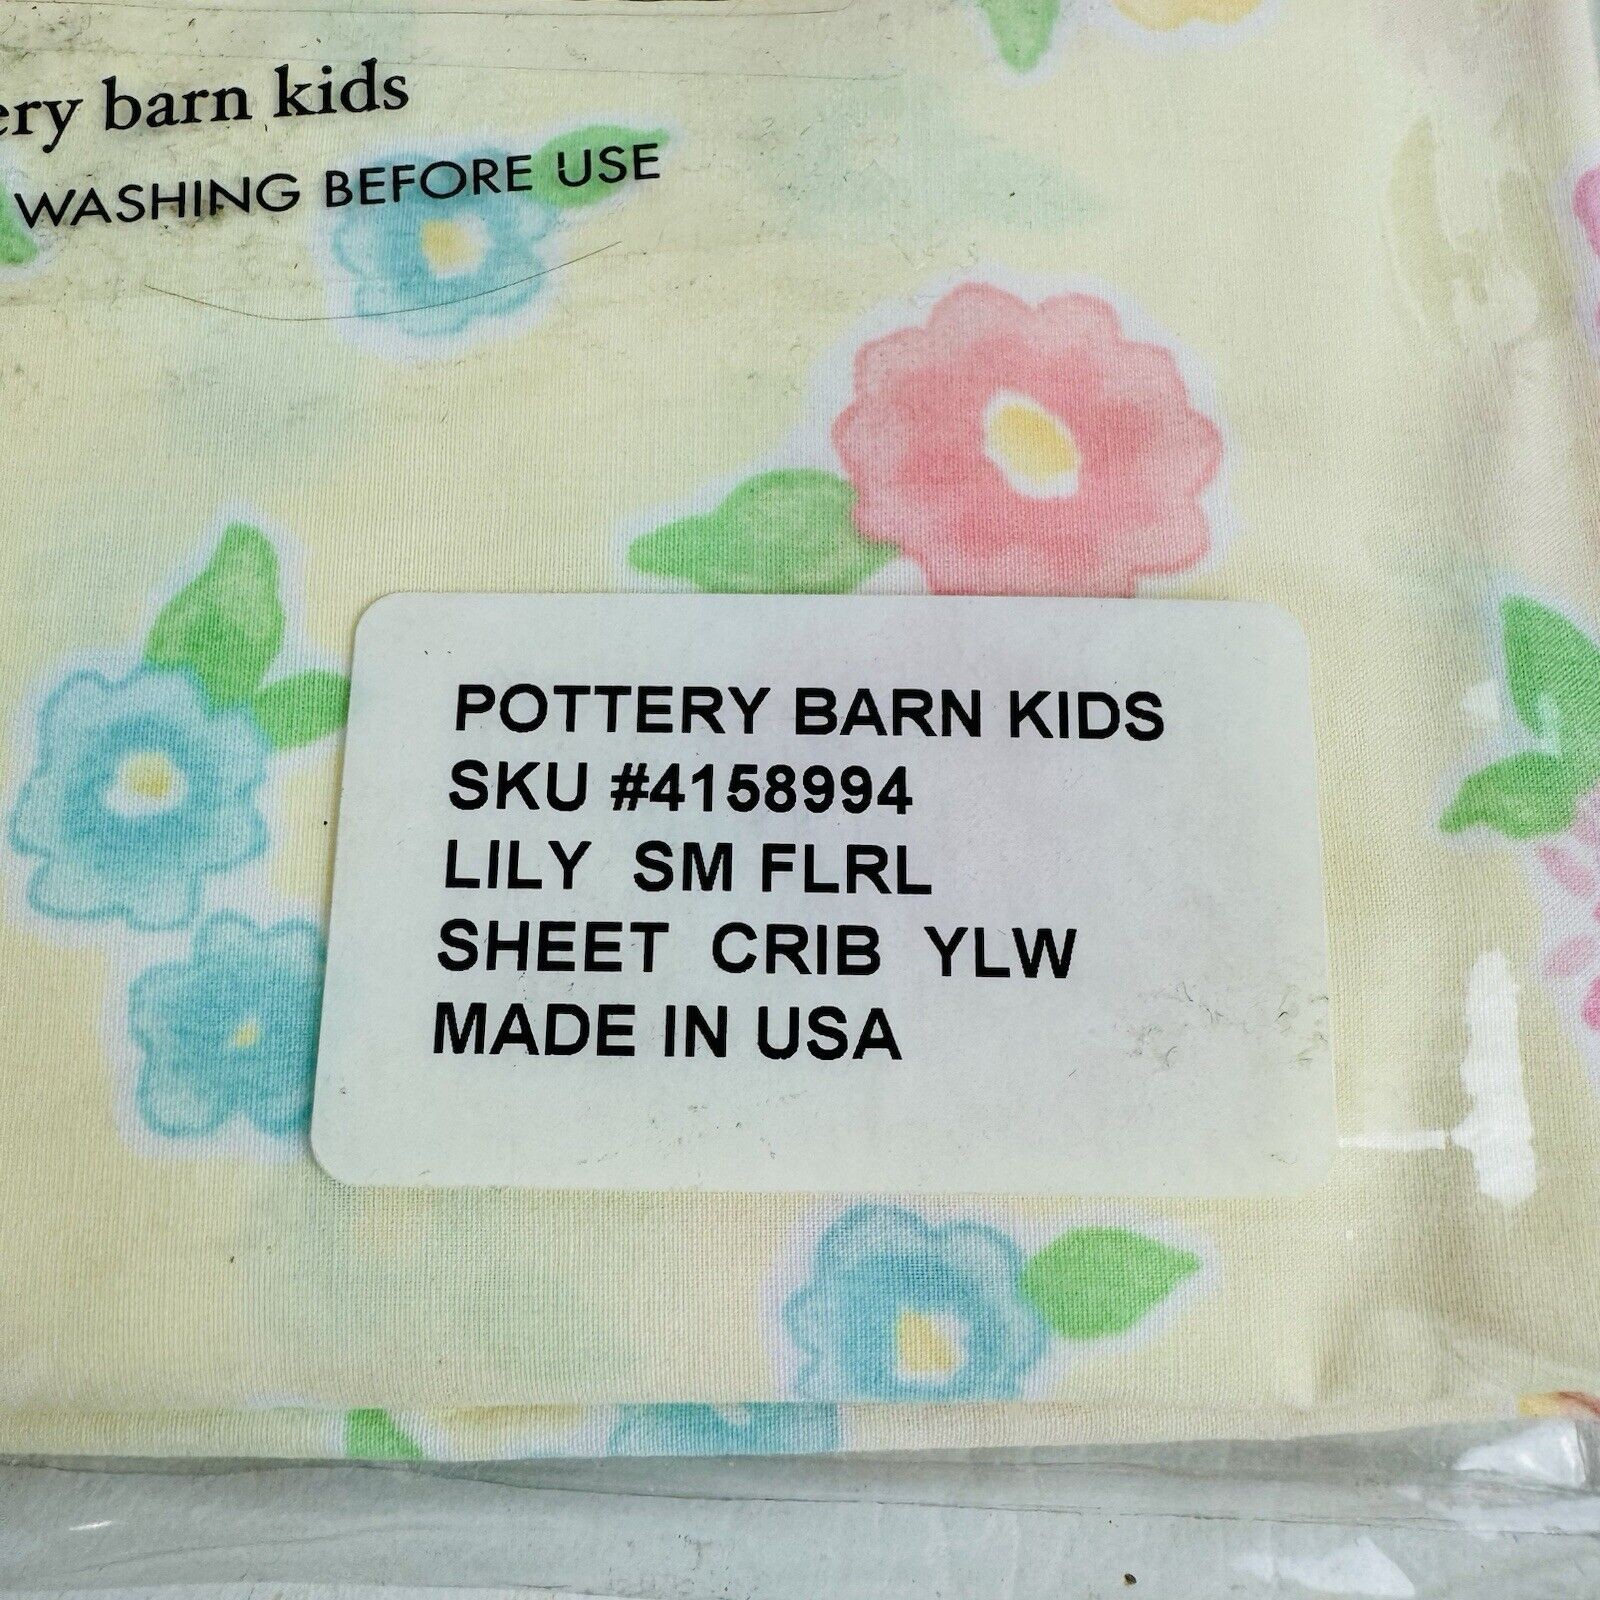 barn kids
WASHING BEFORE USE
POTTERY BARN KIDS
SKU #4158994
LILY SM FLRL
SHEET CRIB YLW
MADE IN USA